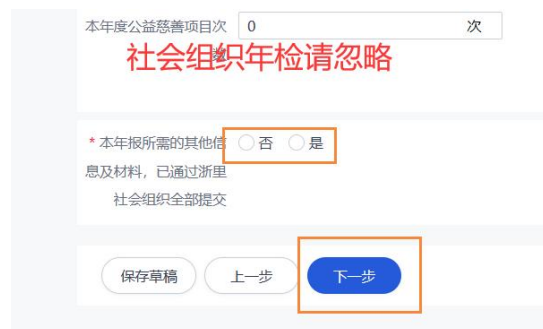 本年度公益慈善项目次 0 次
数
社会组织年检请忽略
* 本年报所需的其他信 否 是
息及材料，已通过浙里
社会组织全部提交
保存草稿 上一步 下一步